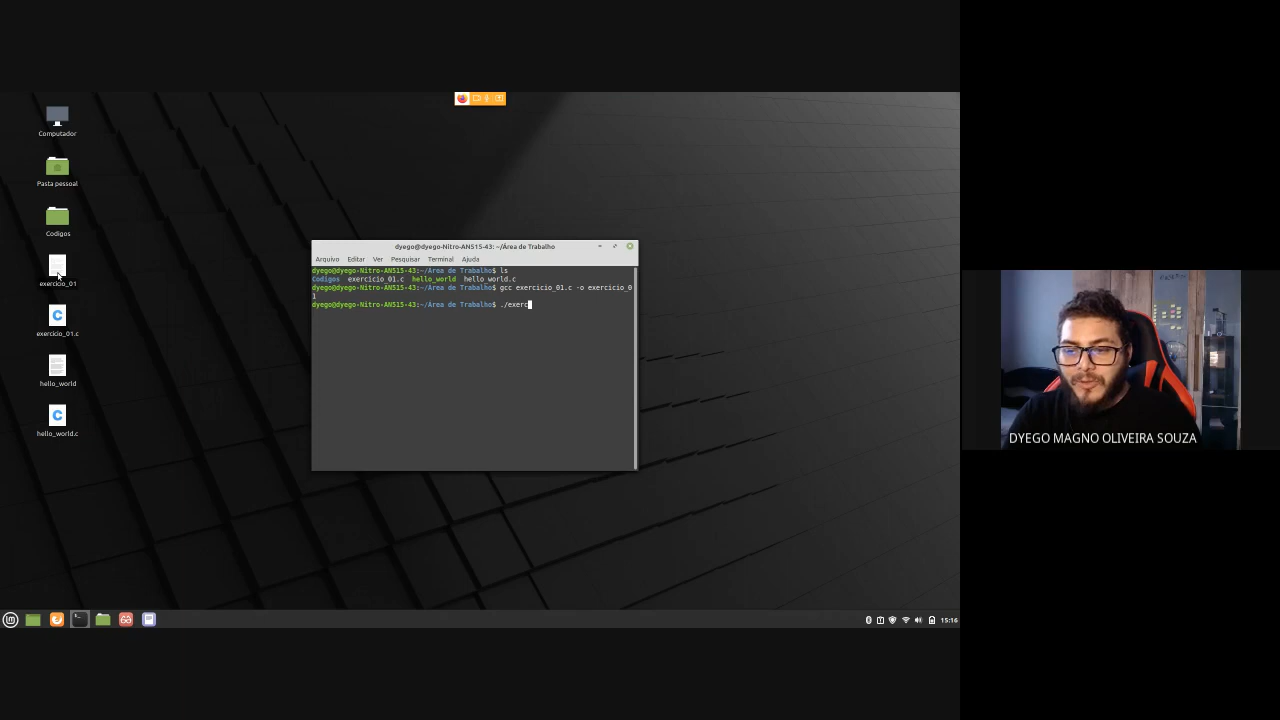 Computador
Pasta pessoal
Codigos
exercicio_01
exercicio_01.c
hello_world
hello_world.c
dyego@dyego-Nitro-AN515-43: ~/Área de Trabalho
Arquivo Editar Ver Pesquisar Terminal Ajuda
dyego@dyego-Nitro-AN515-43:~/Área de Trabalho$ ls
Codigos exercicio_01.c hello_world hello_world.c
dyego@dyego-Nitro-AN515-43:~/Área de Trabalho$ gcc exercicio_01.c -o exercicio_0
1
dyego@dyego-Nitro-AN515-43:~/Área de Trabalho$ ./exerc
15:16
DYEGO MAGNO OLIVEIRA SOUZA